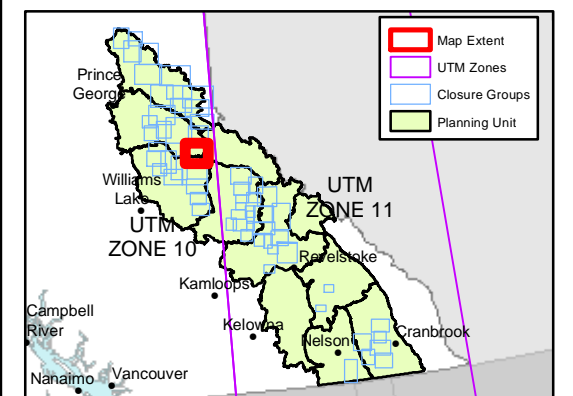 Map Extent
UTM Zones
Closure Groups
Planning Unit
Prince
George
Williams
Lake
UTM
ZONE 10
UTM
ZONE 11
Revelstoke
Kamloops
Kelowna
Nelson
Cranbrook
Campbell
River
Nanaimo
Vancouver